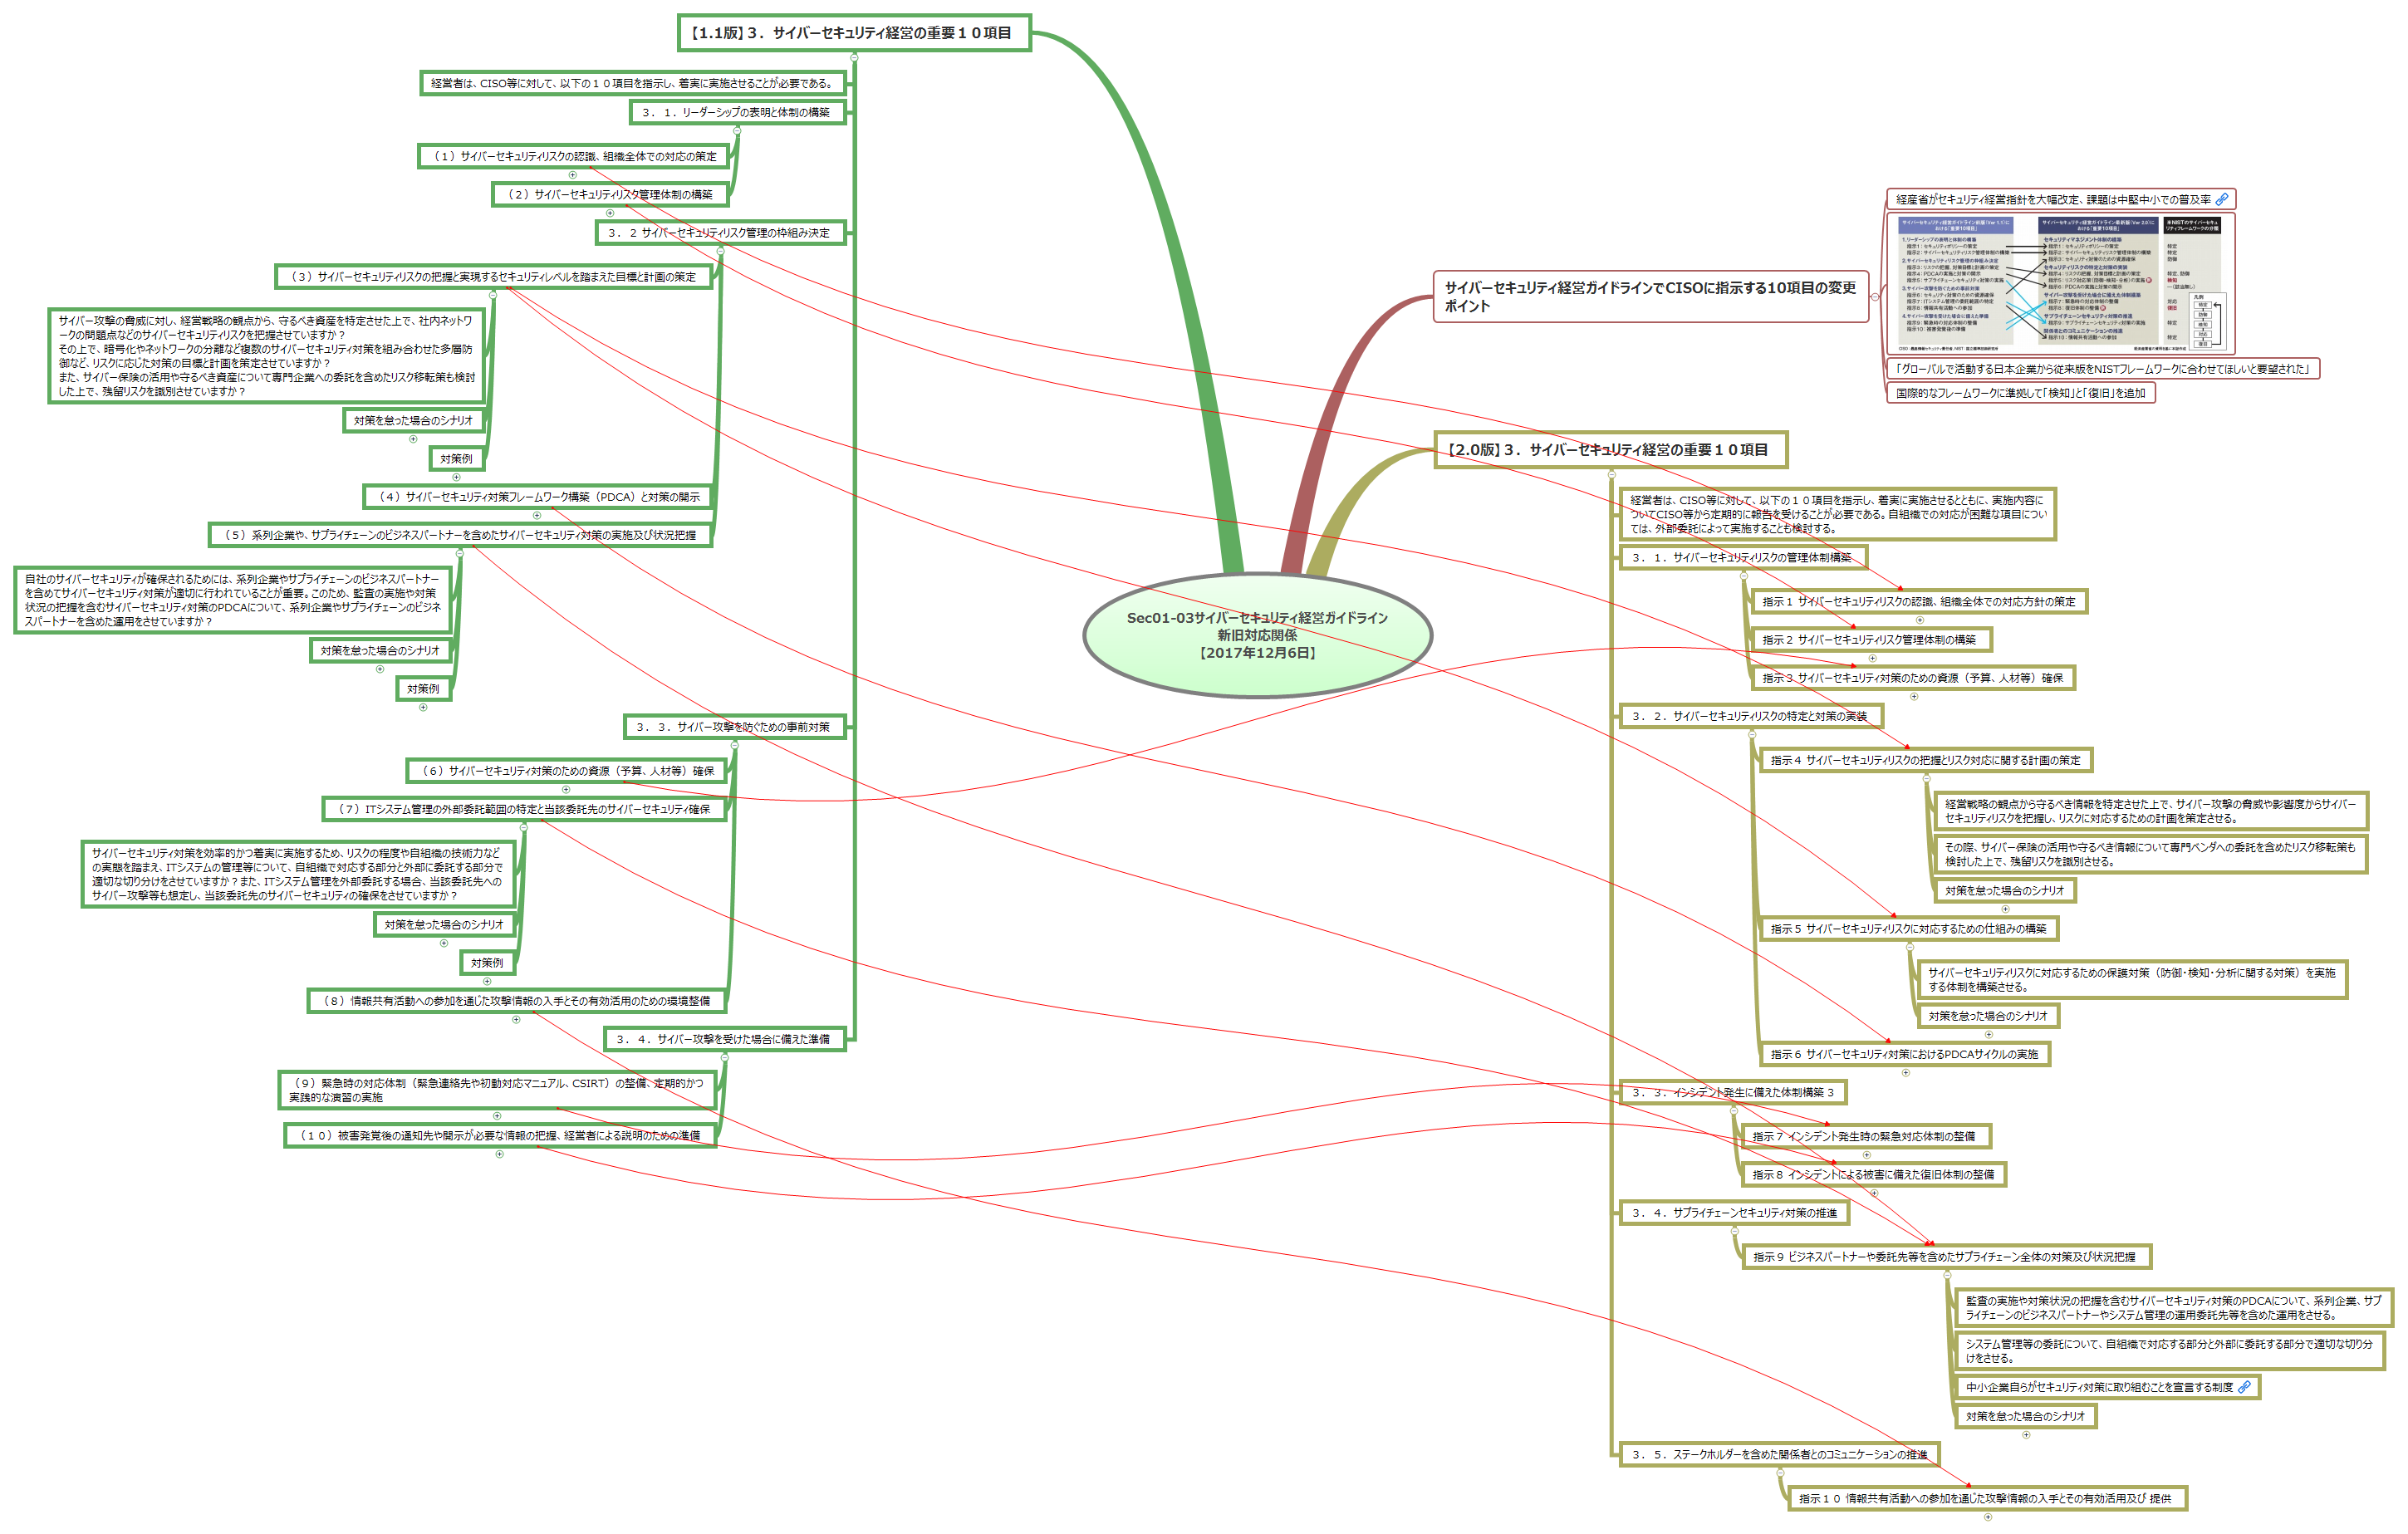 【1.1版】３．サイバーセキュリティ経営の重要１０項目
経営者は、CISO等に対して、以下の１０項目を指示し、着実に実施させることが必要である。
３．１．リーダーシップの表明と体制の構築
（１）サイバーセキュリティリスクの認識、組織全体での対応の策定
（２）サイバーセキュリティリスク管理体制の構築
３．２ サイバーセキュリティリスク管理の枠組み決定
（３）サイバーセキュリティリスクの把握と実現するセキュリティレベルを踏まえた目標と計画の策定
サイバー攻撃の脅威に対し、経営戦略の観点から、守るべき資産を特定させた上で、社内ネットワ
ークの問題点などのサイバーセキュリティリスクを把握させていますか？
その上で、暗号化やネットワークの分離など複数のサイバーセキュリティ対策を組み合わせた多層防
御など、リスクに応じた対策の目標と計画を策定させていますか？
また、サイバー保険の活用や守るべき資産について専門企業への委託を含めたリスク移転策も検討
した上で、残留リスクを識別させていますか？
対策を怠った場合のシナリオ
対策例
（４）サイバーセキュリティ対策フレームワーク構築（PDCA）と対策の開示
（５）系列企業や、サプライチェーンのビジネスパートナーを含めたサイバーセキュリティ対策の実施及び状況把握
自社のサイバーセキュリティが確保されるためには、系列企業やサプライチェーンのビジネスパートナー
を含めてサイバーセキュリティ対策が適切に行われていることが重要。このため、監査の実施や対策
状況の把握を含むサイバーセキュリティ対策のPDCAについて、系列企業やサプライチェーンのビジネ
スパートナーを含めた運用をさせていますか？
対策を怠った場合のシナリオ
対策例
３．３．サイバー攻撃を防ぐための事前対策
（６）サイバーセキュリティ対策のための資源（予算、人材等）確保
（７）ITシステム管理の外部委託範囲の特定と当該委託先のサイバーセキュリティ確保
サイバーセキュリティ対策を効率的かつ着実に実施するため、リスクの程度や自組織の技術力など
の実態を踏まえ、ITシステムの管理等について、自組織で対応する部分と外部に委託する部分で
適切な切り分けをさせていますか？また、ITシステム管理を外部委託する場合、当該委託先への
サイバー攻撃等も想定し、当該委託先のサイバーセキュリティの確保をさせていますか？
対策を怠った場合のシナリオ
対策例
（８）情報共有活動への参加を通じた攻撃情報の入手とその有効活用のための環境整備
３．４．サイバー攻撃を受けた場合に備えた準備
（９）緊急時の対応体制（緊急連絡先や初動対応マニュアル、CSIRT）の整備、定期的かつ
実践的な演習の実施
（１０）被害発覚後の通知先や開示が必要な情報の把握、経営者による説明のための準備
Sec01-03サイバーセキュリティ経営ガイドライン
新旧対応関係
【2017年12月6日】
サイバーセキュリティ経営ガイドラインでCISOに指示する10項目の変更
ポイント
経産省がセキュリティ経営指針を大幅改定、課題は中堅中小での普及率
「グローバルで活動する日本企業から従来版をNISTフレームワークに合わせてほしいと要望された」
国際的なフレームワークに準拠して「検知」と「復旧」を追加
【2.0版】３．サイバーセキュリティ経営の重要１０項目
経営者は、CISO等に対して、以下の１０項目を指示し、着実に実施させるとともに、実施内容に
ついてCISO等から定期的に報告を受けることが必要である。自組織での対応が困難な項目につい
ては、外部委託によって実施することも検討する。
３．１．サイバーセキュリティリスクの管理体制構築
指示１ サイバーセキュリティリスクの認識、組織全体での対応方針の策定
指示２ サイバーセキュリティリスク管理体制の構築
指示３ サイバーセキュリティ対策のための資源（予算、人材等）確保
３．２．サイバーセキュリティリスクの特定と対策の実装
指示４ サイバーセキュリティリスクの把握とリスク対応に関する計画の策定
経営戦略の観点から守るべき情報を特定させた上で、サイバー攻撃の脅威や影響度からサイバー
セキュリティリスクを把握し、リスクに対応するための計画を策定させる。
その際、サイバー保険の活用や守るべき情報について専門ベンダへの委託を含めたリスク移転策も
検討した上で、残留リスクを識別させる。
対策を怠った場合のシナリオ
指示５ サイバーセキュリティリスクに対応するための仕組みの構築
サイバーセキュリティリスクに対応するための保護対策（防御・検知・分析に関する対策）を実施
する体制を構築させる。
対策を怠った場合のシナリオ
指示６ サイバーセキュリティ対策におけるPDCAサイクルの実施
３．３．インシデント発生に備えた体制構築 3
指示７ インシデント発生時の緊急対応体制の整備
指示８ インシデントによる被害に備えた復旧体制の整備
３．４．サプライチェーンセキュリティ対策の推進
指示９ ビジネスパートナーや委託先等を含めたサプライチェーン全体の対策及び状況把握
監査の実施や対策状況の把握を含むサイバーセキュリティ対策のPDCAについて、系列企業、サプ
ライチェーンのビジネスパートナーやシステム管理の運用委託先等を含めた運用をさせる。
システム管理等の委託について、自組織で対応する部分と外部に委託する部分で適切な切り分
けをさせる。
中小企業自らがセキュリティ対策に取り組むことを宣言する制度
対策を怠った場合のシナリオ
３．５．ステークホルダーを含めた関係者とのコミュニケーションの推進
指示１０ 情報共有活動への参加を通じた攻撃情報の入手とその有効活用及び 提供